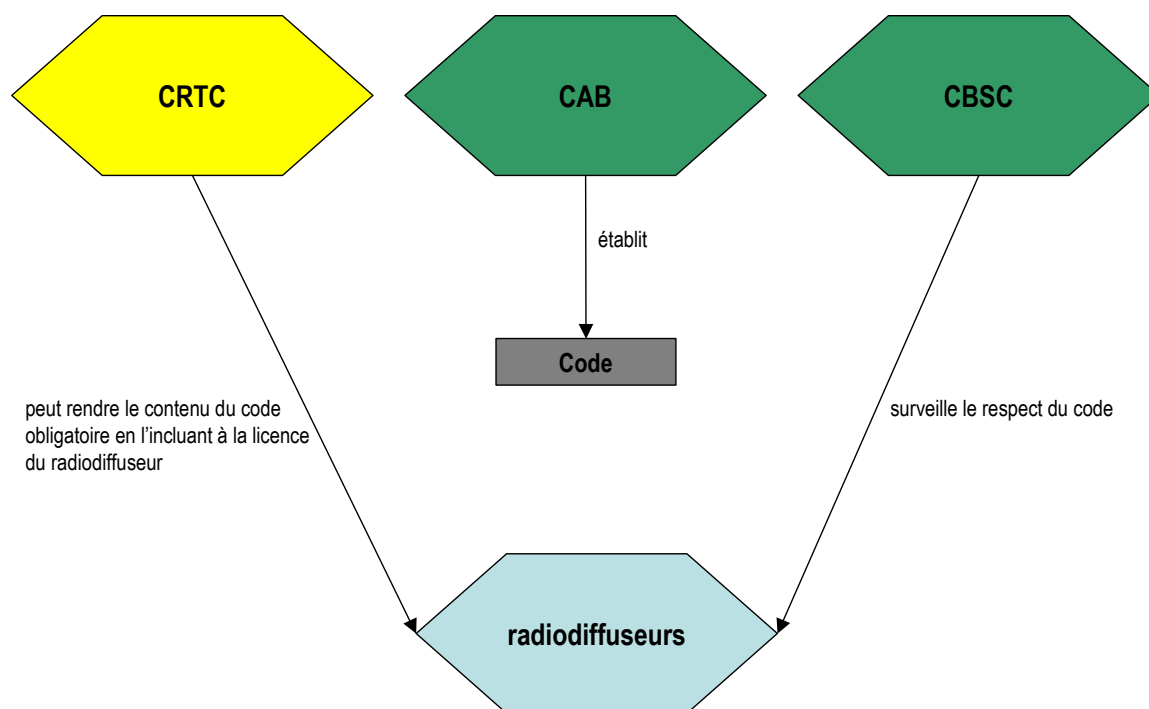 CRTC
CAB
CBSC
établit
Code
peut rendre le contenu du code
obligatoire en l'incluant à la licence
du radiodiffuseur
surveille le respect du code
radiodiffuseurs